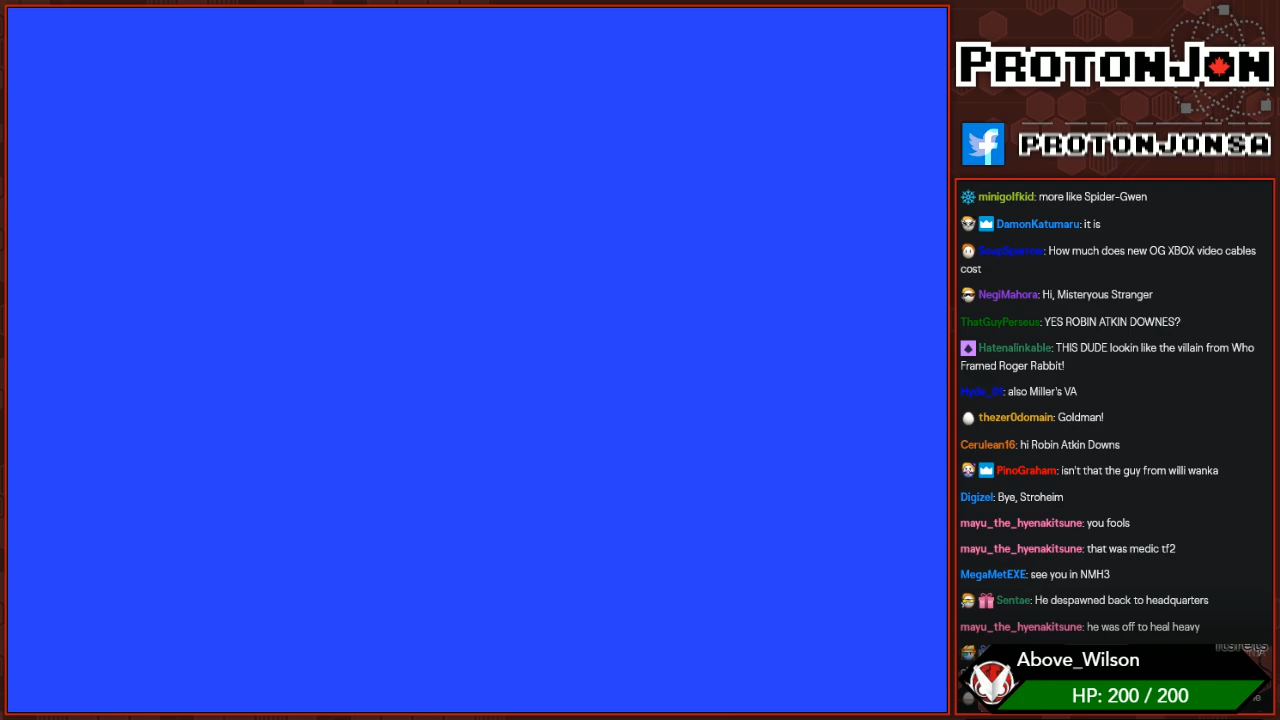 PROTONJON
PROTONJONSA
minigolfkid: more like Spider-Gwen
DamonKatumaru: it is
SoupSparrow: How much does new OG XBOX video cables
cost
NegiMahora: Hi, Misteryous Stranger
ThatGuyPerseus: YES ROBIN ATKIN DOWNES?
Hatenalinkable: THIS DUDE lookin like the villain from Who
Framed Roger Rabbit!
also Miller's VA
thezer0domain: Goldman!
Cerulean16: hi Robin Atkin Downs
PinoGraham: isn't that the guy from willi wanka
Digizel: Bye, Stroheim
mayu_the_hyenakitsune: you fools
mayu_the_hyenakitsune: that was medic tf2
MegaMetEXE: see you in NMH3
Sentae: He despawned back to headquarters
mayu_the_hyenakitsune: he was off to heal heavy
Above_Wilson
HP: 200 / 200